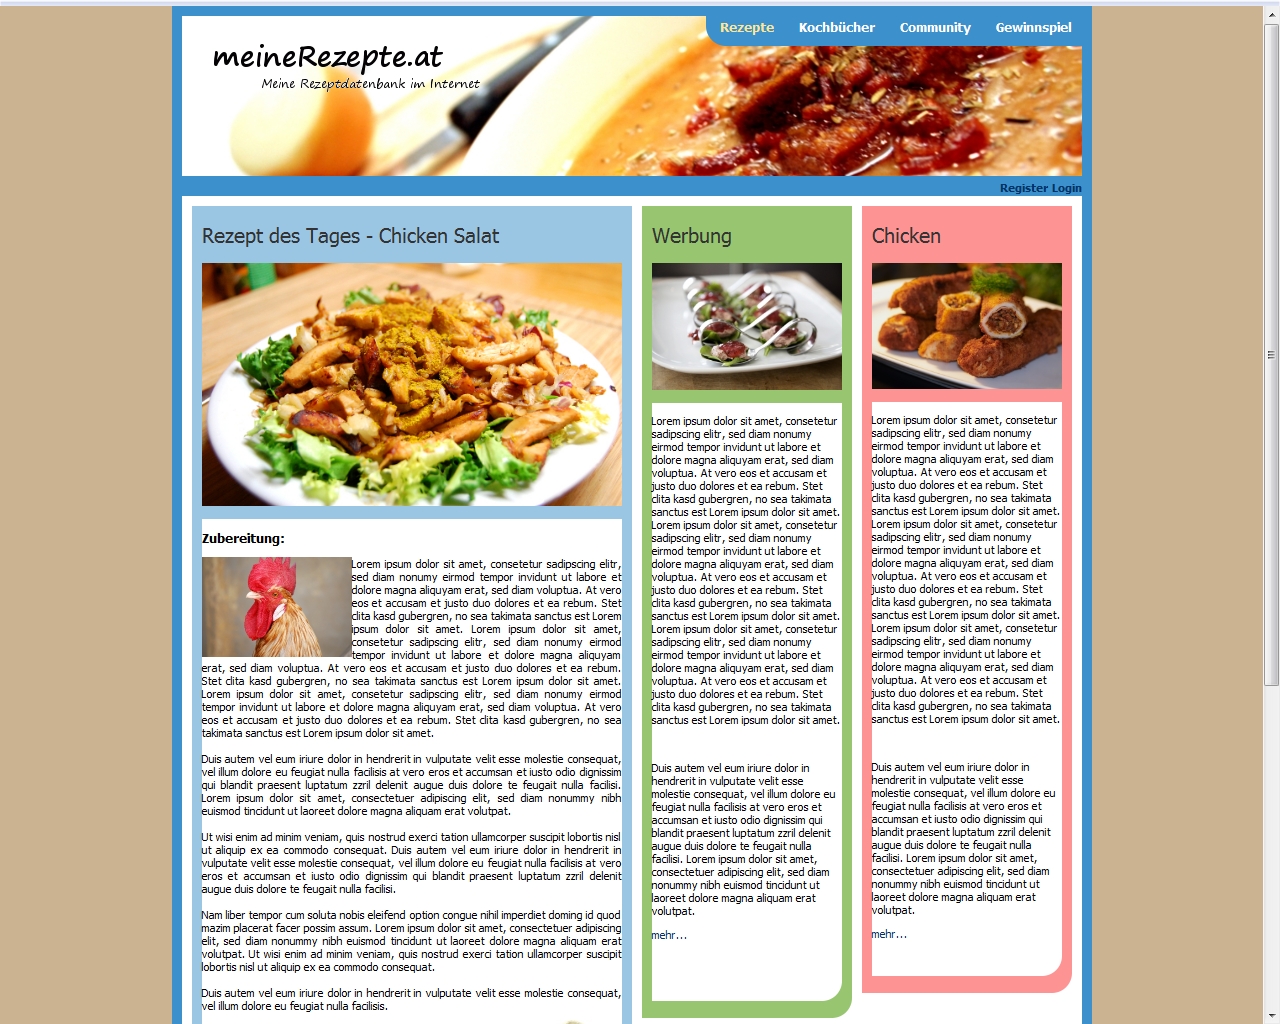 Rezepte Kochbücher Community Gewinnspiel
meineRezepte.at
Meine Rezeptdatenbank im Internet
Register Login
Rezept des Tages - Chicken Salat
Zubereitung:
Lorem ipsum dolor sit amet, consetetur sadipscing elitr,
sed diam nonumy eirmod tempor invidunt ut labore et
dolore magna aliquyam erat, sed diam voluptua. At vero
eos et accusam et justo duo dolores et ea rebum. Stet
clita kasd gubergren, no sea takimata sanctus est Lorem
ipsum dolor sit amet. Lorem ipsum dolor sit amet,
consetetur sadipscing elitr, sed diam nonumy eirmod
tempor invidunt ut labore et dolore magna aliquyam
erat, sed diam voluptua. At vero eos et accusam et justo duo dolores et ea rebum.
Stet clita kasd gubergren, no sea takimata sanctus est Lorem ipsum dolor sit amet.
Lorem ipsum dolor sit amet, consetetur sadipscing elitr, sed diam nonumy eirmod
tempor invidunt ut labore et dolore magna aliquyam erat, sed diam voluptua. At vero
eos et accusam et justo duo dolores et ea rebum. Stet clita kasd gubergren, no sea
takimata sanctus est Lorem ipsum dolor sit amet.
Duis autem vel eum iriure dolor in hendrerit in vulputate velit esse molestie consequat,
vel illum dolore eu feugiat nulla facilisis at vero eros et accumsan et iusto odio dignissim
qui blandit praesent luptatum zzril delenit augue duis dolore te feugait nulla facilisi.
Lorem ipsum dolor sit amet, consectetuer adipiscing elit, sed diam nonummy nibh
euismod tincidunt ut laoreet dolore magna aliquam erat volutpat.
Ut wisi enim ad minim veniam, quis nostrud exerci tation ullamcorper suscipit lobortis nisl
ut aliquip ex ea commodo consequat. Duis autem vel eum iriure dolor in hendrerit in
vulputate velit esse molestie consequat, vel illum dolore eu feugiat nulla facilisis at vero
eros et accumsan et iusto odio dignissim qui blandit praesent luptatum zzril delenit
augue duis dolore te feugait nulla facilisi.
Nam liber tempor cum soluta nobis eleifend option congue nihil imperdiet doming id quod
mazim placerat facer possim assum. Lorem ipsum dolor sit amet, consectetuer adipiscing
elit, sed diam nonummy nibh euismod tincidunt ut laoreet dolore magna aliquam erat
volutpat. Ut wisi enim ad minim veniam, quis nostrud exerci tation ullamcorper suscipit
lobortis nisl ut aliquip ex ea commodo consequat.
Duis autem vel eum iriure dolor in hendrerit in vulputate velit esse molestie consequat,
vel illum dolore eu feugiat nulla facilisis.
Werbung
Lorem ipsum dolor sit amet, consetetur
sadipscing elitr, sed diam nonumy
eirmod tempor invidunt ut labore et
dolore magna aliquyam erat, sed diam
voluptua. At vero eos et accusam et
justo duo dolores et ea rebum. Stet
clita kasd gubergren, no sea takimata
sanctus est Lorem ipsum dolor sit amet.
Lorem ipsum dolor sit amet, consetetur
sadipscing elitr, sed diam nonumy
eirmod tempor invidunt ut labore et
dolore magna aliquyam erat, sed diam
voluptua. At vero eos et accusam et
justo duo dolores et ea rebum. Stet
clita kasd gubergren, no sea takimata
sanctus est Lorem ipsum dolor sit amet.
Lorem ipsum dolor sit amet, consetetur
sadipscing elitr, sed diam nonumy
eirmod tempor invidunt ut labore et
dolore magna aliquyam erat, sed diam
voluptua. At vero eos et accusam et
justo duo dolores et ea rebum. Stet
clita kasd gubergren, no sea takimata
sanctus est Lorem ipsum dolor sit amet.
Duis autem vel eum iriure dolor in
hendrerit in vulputate velit esse
molestie consequat, vel illum dolore eu
feugiat nulla facilisis at vero eros et
accumsan et iusto odio dignissim qui
blandit praesent luptatum zzril delenit
augue duis dolore te feugait nulla
facilisi. Lorem ipsum dolor sit amet,
consectetuer adipiscing elit, sed diam
nonummy nibh euismod tincidunt ut
laoreet dolore magna aliquam erat
volutpat.
mehr...
Chicken
Lorem ipsum dolor sit amet, consetetur
sadipscing elitr, sed diam nonumy
eirmod tempor invidunt ut labore et
dolore magna aliquyam erat, sed diam
voluptua. At vero eos et accusam et
justo duo dolores et ea rebum. Stet
clita kasd gubergren, no sea takimata
sanctus est Lorem ipsum dolor sit amet.
Lorem ipsum dolor sit amet, consetetur
sadipscing elitr, sed diam nonumy
eirmod tempor invidunt ut labore et
dolore magna aliquyam erat, sed diam
voluptua. At vero eos et accusam et
justo duo dolores et ea rebum. Stet
clita kasd gubergren, no sea takimata
sanctus est Lorem ipsum dolor sit amet.
Lorem ipsum dolor sit amet, consetetur
sadipscing elitr, sed diam nonumy
eirmod tempor invidunt ut labore et
dolore magna aliquyam erat, sed diam
voluptua. At vero eos et accusam et
justo duo dolores et ea rebum. Stet
clita kasd gubergren, no sea takimata
sanctus est Lorem ipsum dolor sit amet.
Duis autem vel eum iriure dolor in
hendrerit in vulputate velit esse
molestie consequat, vel illum dolore eu
feugiat nulla facilisis at vero eros et
accumsan et iusto odio dignissim qui
blandit praesent luptatum zzril delenit
augue duis dolore te feugait nulla
facilisi. Lorem ipsum dolor sit amet,
consectetuer adipiscing elit, sed diam
nonummy nibh euismod tincidunt ut
laoreet dolore magna aliquam erat
volutpat.
mehr...